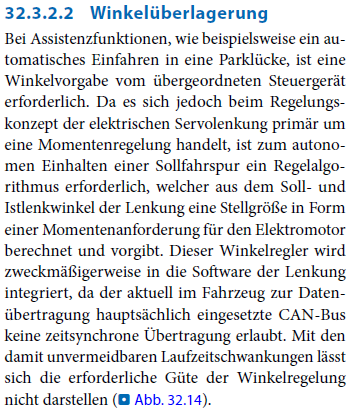 32.3.2.2 Winkelüberlagerung
Bei Assistenzfunktionen, wie beispielsweise ein au-
tomatisches Einfahren in eine Parklücke, ist eine
Winkelvorgabe vom übergeordneten Steuergerät
erforderlich. Da es sich jedoch beim Regelungs-
konzept der elektrischen Servolenkung primär um
eine Momentenregelung handelt, ist zum autono-
men Einhalten einer Sollfahrspur ein Regelalgo-
rithmus erforderlich, welcher aus dem Soll- und
Istlenkwinkel der Lenkung eine Stellgröße in Form
einer Momentenanforderung für den Elektromotor
berechnet und vorgibt. Dieser Winkelregler wird
zweckmäßigerweise in die Software der Lenkung
integriert, da der aktuell im Fahrzeug zur Daten-
übertragung hauptsächlich eingesetzte CAN-Bus
keine zeitsynchrone Übertragung erlaubt. Mit den
damit unvermeidbaren Laufzeitschwankungen lässt
sich die erforderliche Güte der Winkelregelung
nicht darstellen (Abb. 32.14).